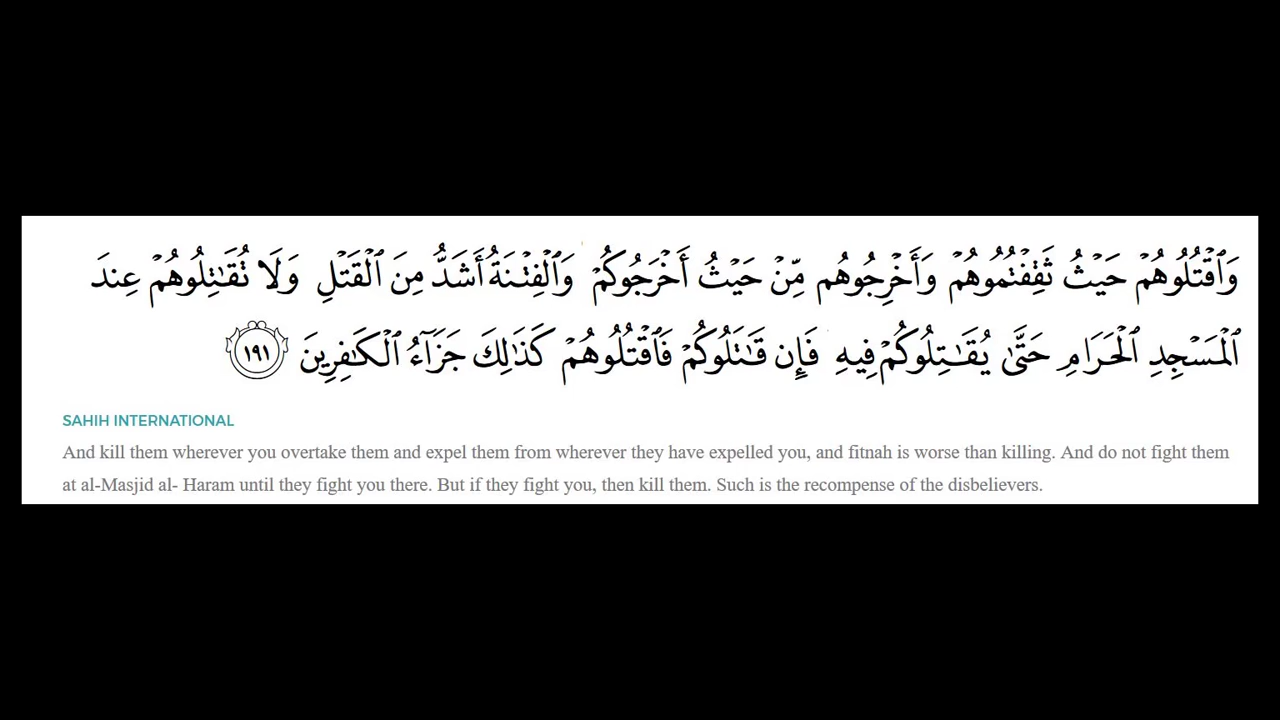 وَٱقْتُلُوهُمْ حَيْثُ ثَقِفْتُمُوهُمْ وَأَخْرِجُوهُم مِّنْ حَيْثُ أَخْرَجُوكُمْ وَٱلْفِتْنَةُ أَشَدُّ مِنَ ٱلْقَتْلِ وَلَا تُقَـٰتِلُوهُمْ عِندَ
ٱلْمَسْجِدِ ٱلْحَرَامِ حَتَّىٰ يُقَـٰتِلُوكُمْ فِيهِ فَإِن قَـٰتَلُوكُمْ فَٱقْتُلُوهُمْ كَذَٰلِكَ جَزَآءُ ٱلْكَـٰفِرِينَ ١٩١
SAHIH INTERNATIONAL
And kill them wherever you overtake them and expel them from wherever they have expelled you, and fitnah is worse than killing. And do not fight them
at al-Masjid al- Haram until they fight you there. But if they fight you, then kill them. Such is the recompense of the disbelievers.